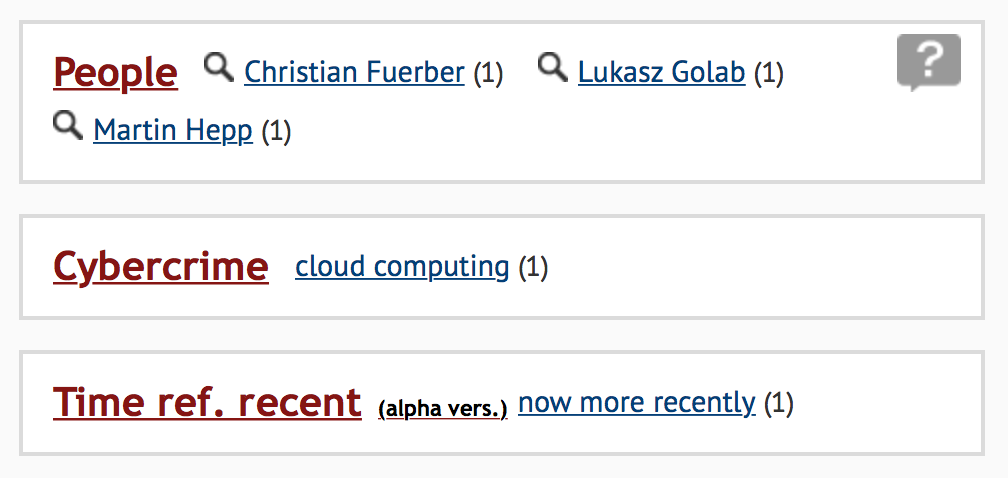 People Christian Fuerber (1) Lukasz Golab (1) ?
Martin Hepp (1)
Cybercrime cloud computing (1)
Time ref. recent (alpha vers.) now more recently (1)